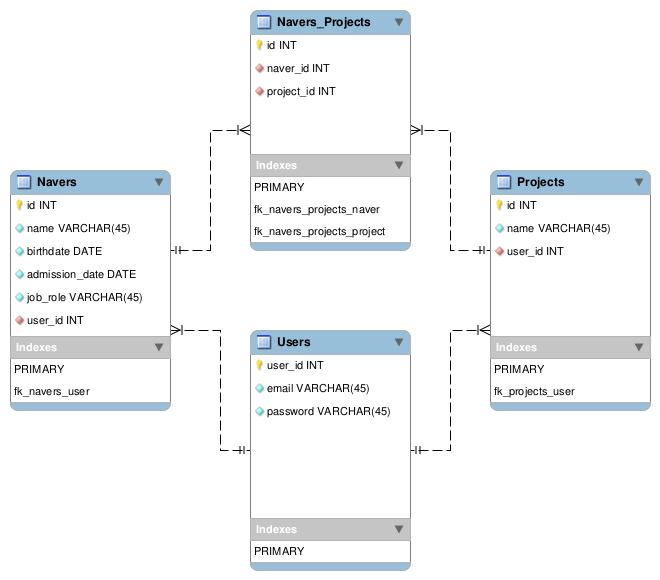 Navers_Projects
id INT
naver_id INT
project_id INT
Indexes
PRIMARY
fk_navers_projects_naver
fk_navers_projects_project
Navers
id INT
name VARCHAR(45)
birthdate DATE
admission_date DATE
job_role VARCHAR(45)
user_id INT
Indexes
PRIMARY
fk_navers_user
Users
user_id INT
email VARCHAR(45)
password VARCHAR(45)
Indexes
PRIMARY
Projects
id INT
name VARCHAR(45)
user_id INT
Indexes
PRIMARY
fk_projects_user